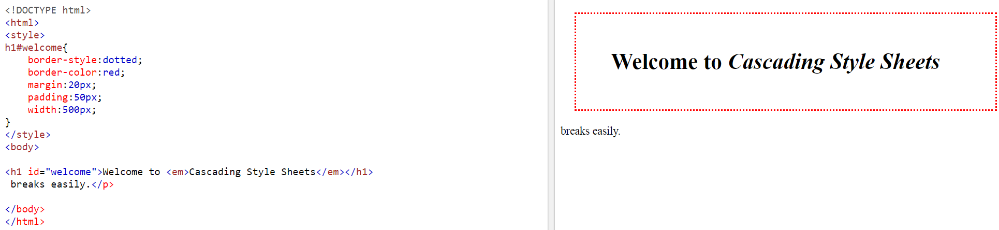 <!DOCTYPE html>
<html>
<style>
h1#welcome{
    border-style:dotted;
    border-color:red;
    margin:20px;
    padding:50px;
    width:500px;
}
</style>
<body>
<h1 id="welcome">Welcome to <em>Cascading Style Sheets</em></h1>
 breaks easily.</p>
</body>
</html>
Welcome to Cascading Style Sheets
breaks easily.